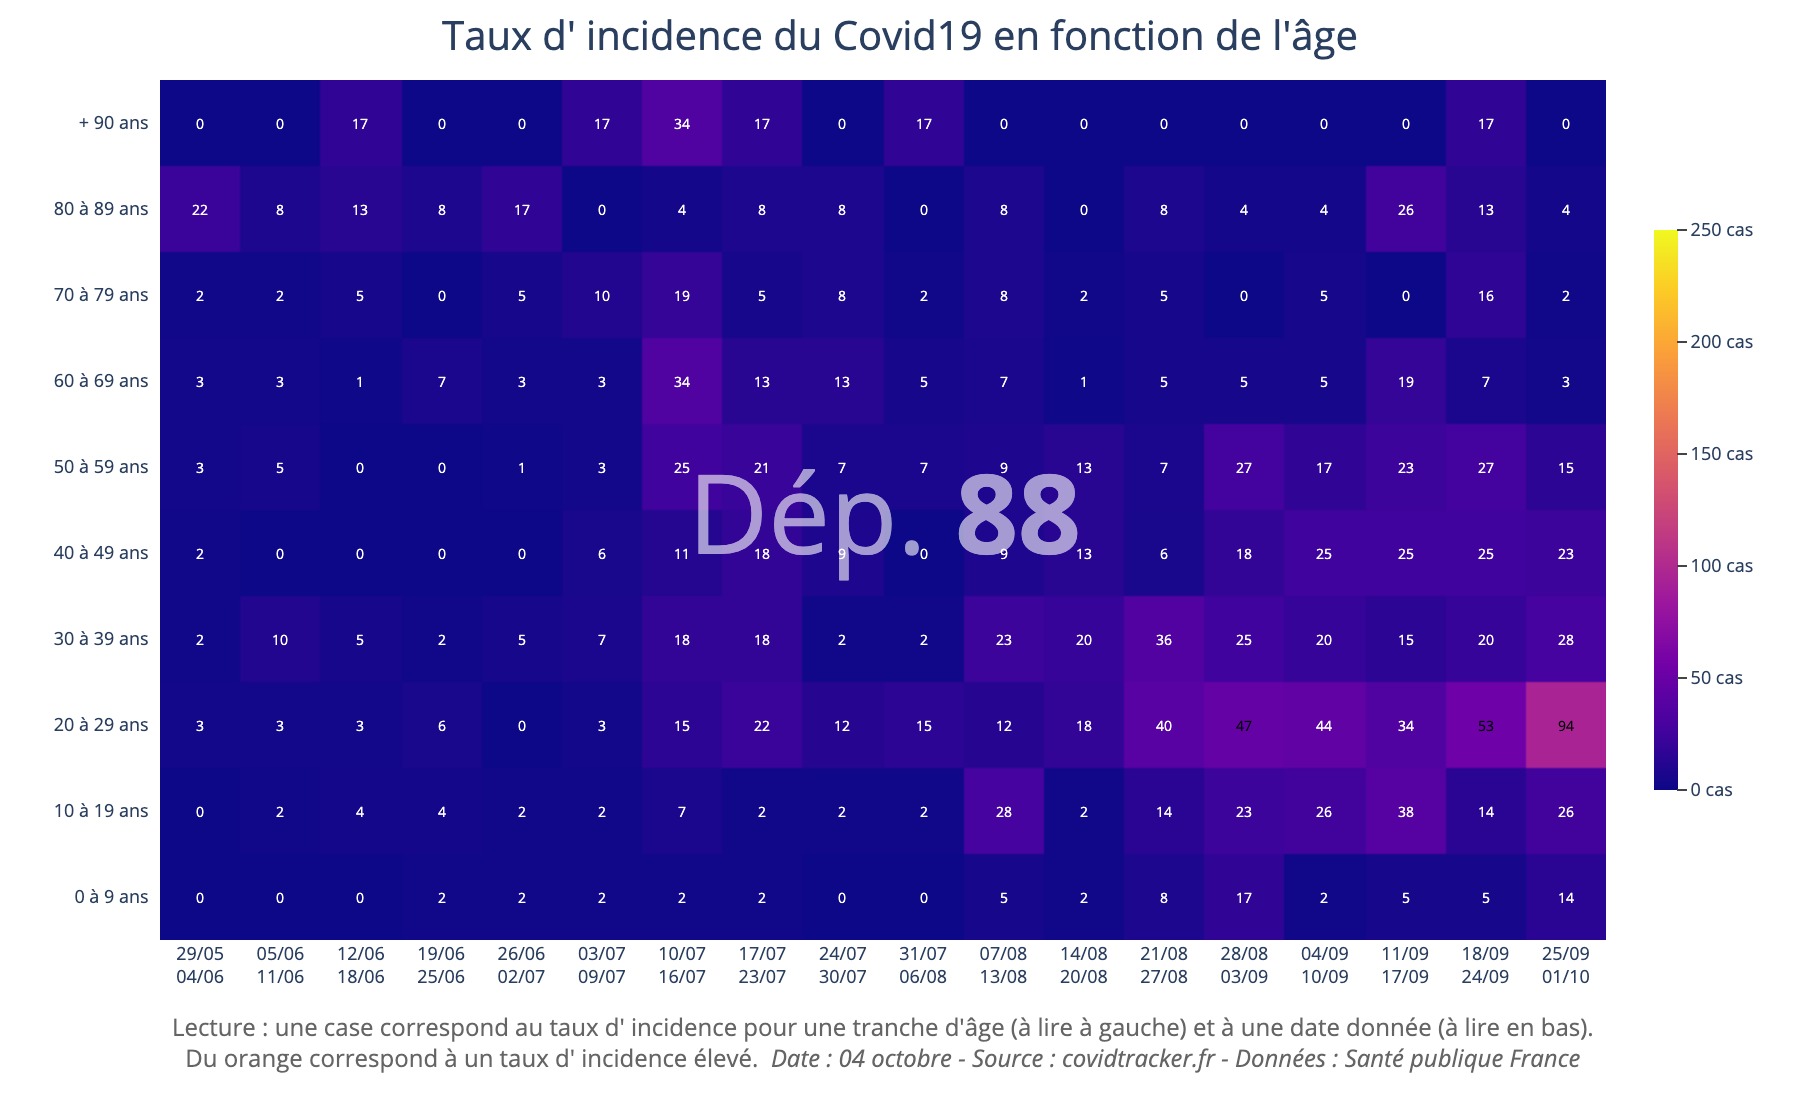 Taux d' incidence du Covid19 en fonction de l'âge
+ 90 ans 0 0 17 0 0 17 34 17 0 17 0 0 0 0 0 0 17 0
80 à 89 ans 22 8 13 8 17 0 4 8 8 0 8 0 8 4 4 26 13 4
70 à 79 ans 2 2 5 0 5 10 19 5 8 2 8 2 5 0 5 0 16 2
60 à 69 ans 3 3 1 7 3 3 34 13 13 5 7 1 5 5 5 19 7 3
50 à 59 ans 3 5 0 0 1 3 25 21 7 7 9 13 7 27 17 23 27 15
Dép. 88
40 à 49 ans 2 0 0 0 0 6 11 18 9 0 9 13 6 18 25 25 25 23
30 à 39 ans 2 10 5 2 5 7 18 18 2 2 23 20 36 25 20 15 20 28
20 à 29 ans 3 3 3 6 0 3 15 22 12 15 12 18 40 47 44 34 53 94
10 à 19 ans 0 2 4 4 2 2 7 2 2 2 28 2 14 23 26 38 14 26
0 à 9 ans 0 0 0 2 2 2 2 2 0 0 5 2 8 17 2 5 5 14
29/05 05/06 12/06 19/06 26/06 03/07 10/07 17/07 24/07 31/07 07/08 14/08 21/08 28/08 04/09 11/09 18/09 25/09
04/06 11/06 18/06 25/06 02/07 09/07 16/07 23/07 30/07 06/08 13/08 20/08 27/08 03/09 10/09 17/09 24/09 01/10
250 cas
200 cas
150 cas
100 cas
50 cas
0 cas
Lecture : une case correspond au taux d' incidence pour une tranche d'âge (à lire à gauche) et à une date donnée (à lire en bas).
Du orange correspond à un taux d' incidence élevé. Date : 04 octobre - Source : covidtracker.fr - Données : Santé publique France